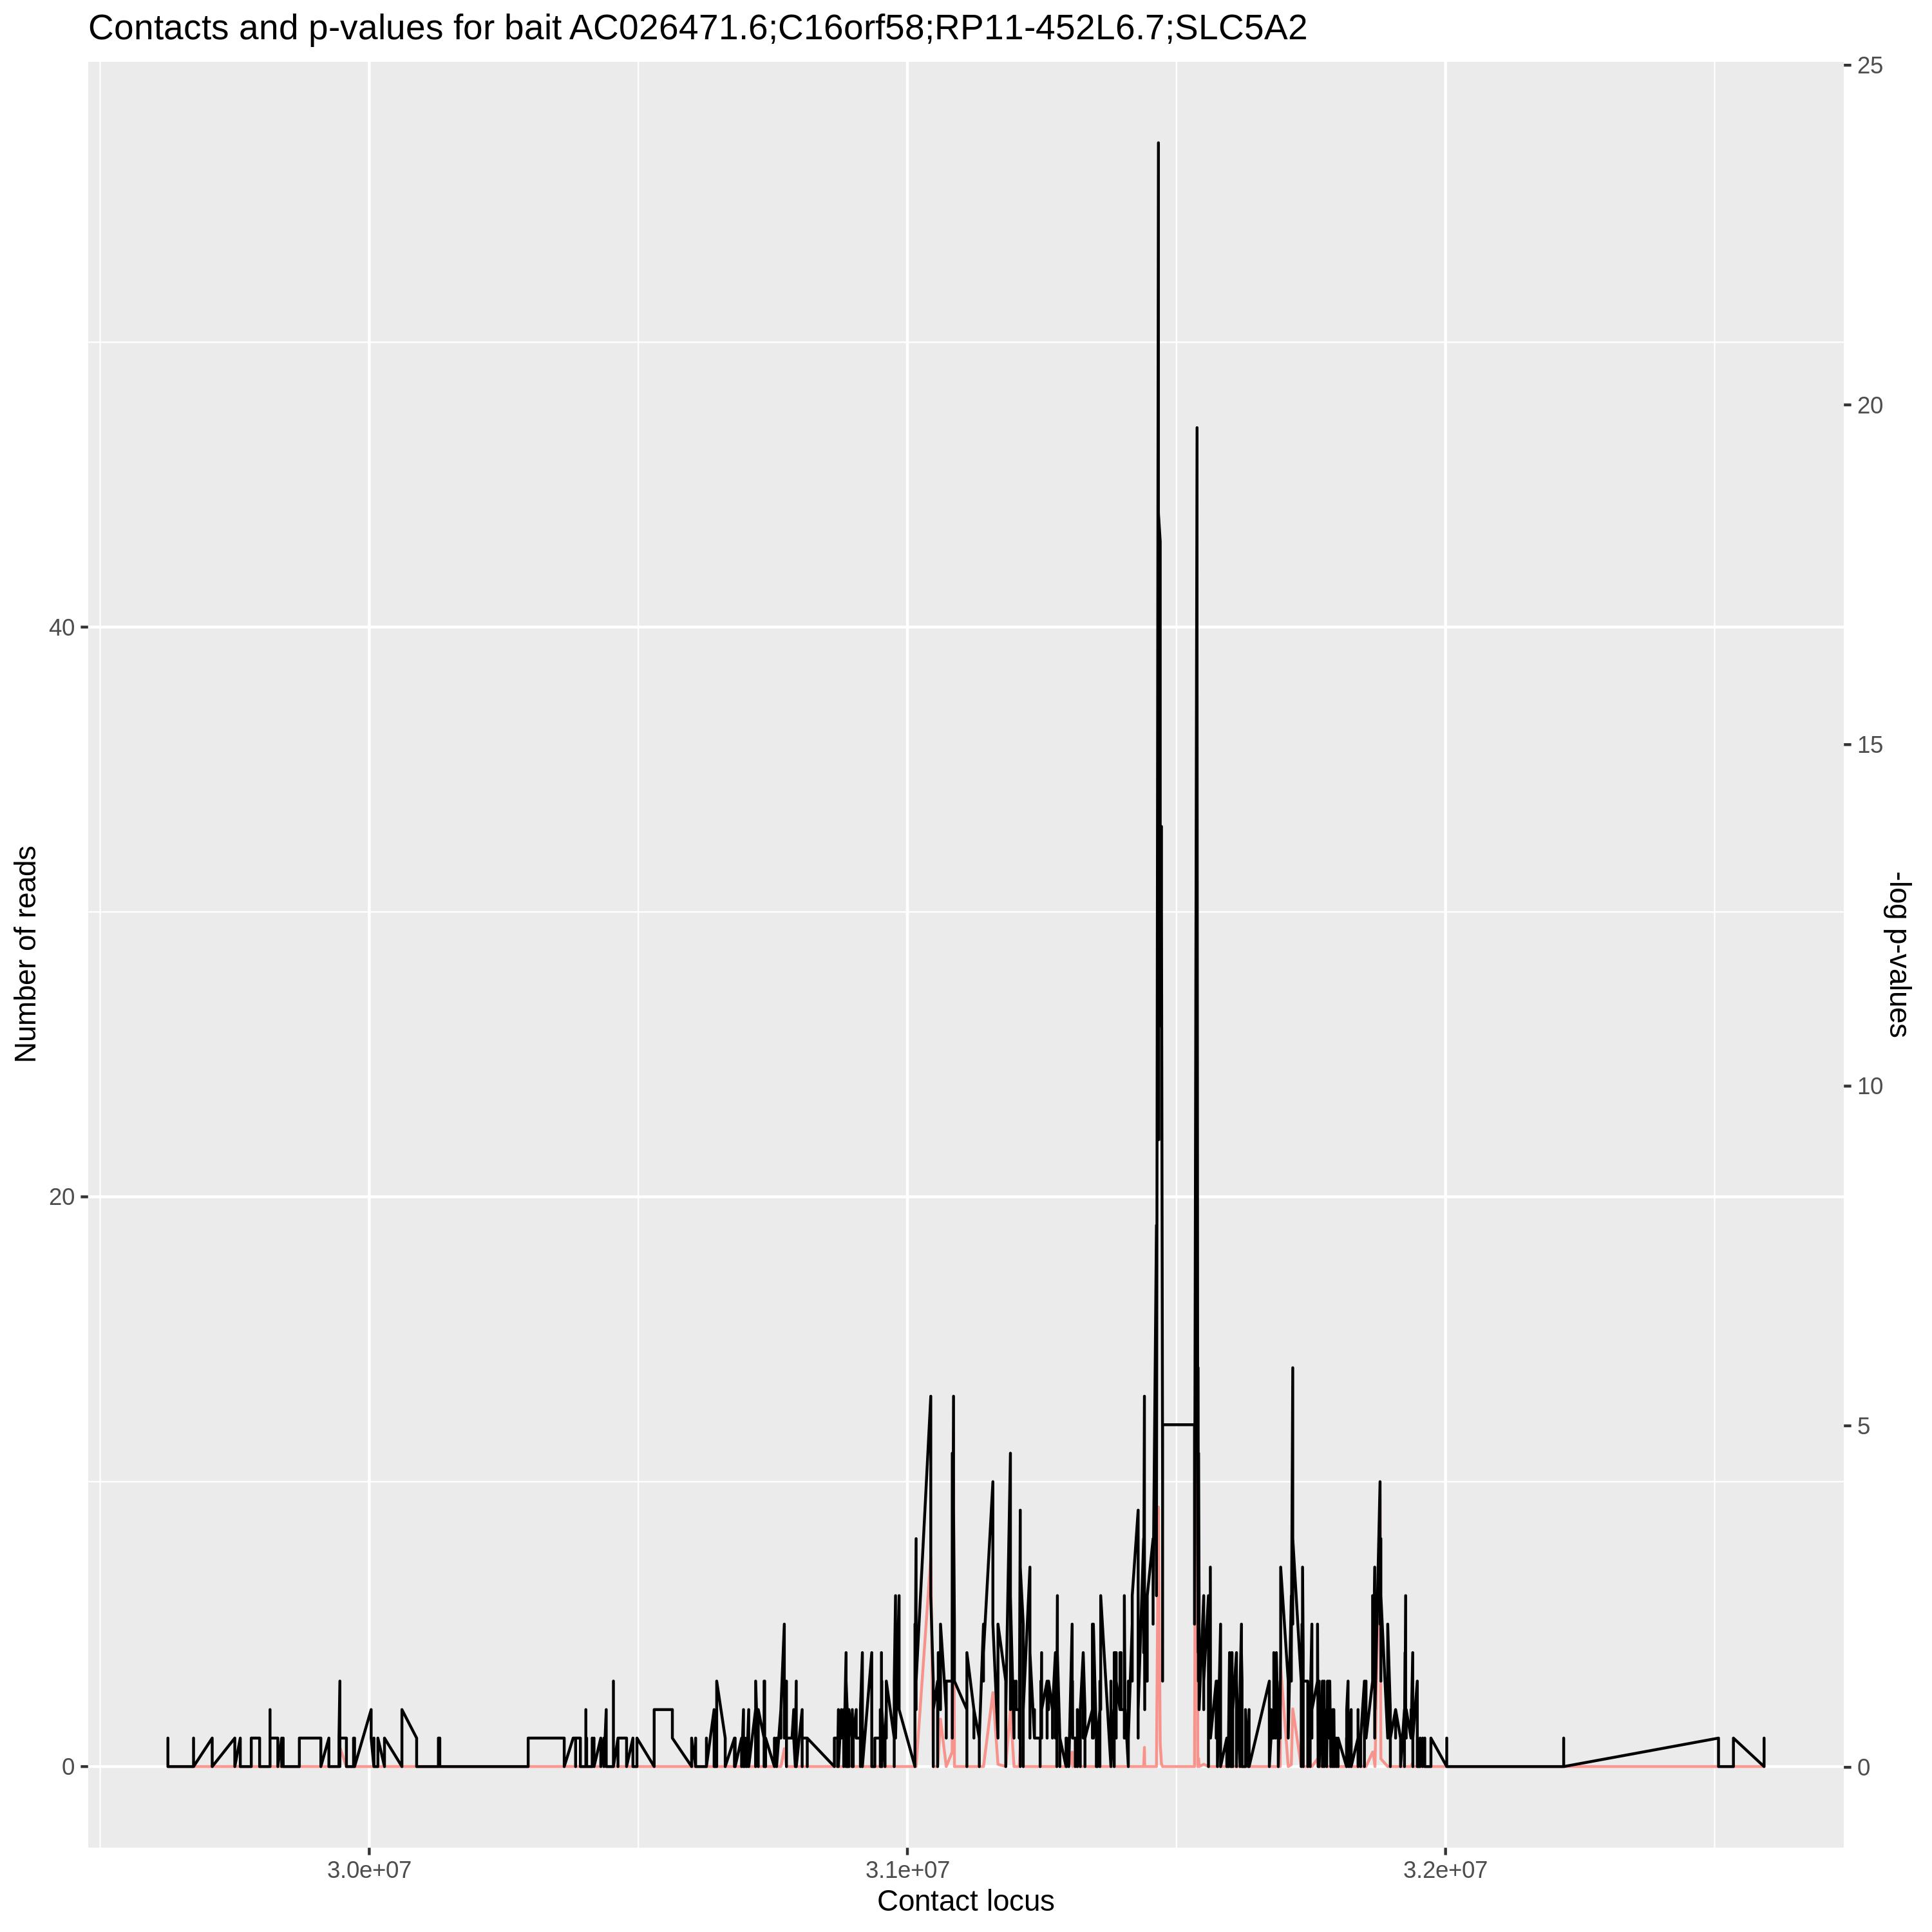 Contacts and p-values for bait AC026471.6;C16orf58;RP11-452L6.7;SLC5A2
25
20
40
15
Number of reads
-log p-values
10
20
5
0
0
3.0e+07
3.1e+07
3.2e+07
Contact locus